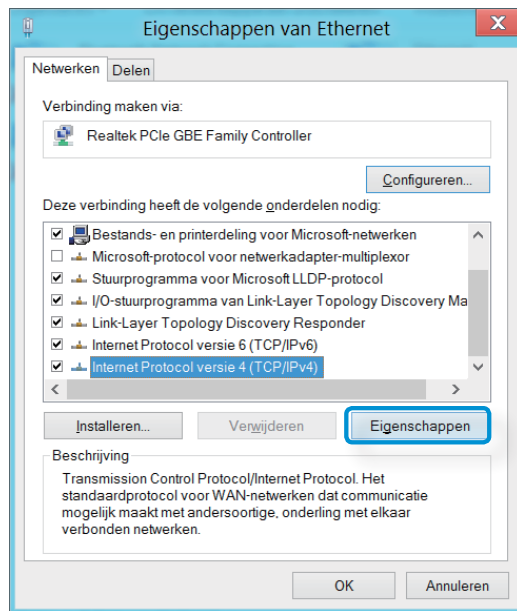 Eigenschappen van Ethernet
Netwerken Delen
Verbinding maken via:
Realtek PCIe GBE Family Controller
Configureren...
Deze verbinding heeft de volgende onderdelen nodig:
Bestands- en printerdeling voor Microsoft-netwerken
Microsoft-protocol voor netwerkadapter-multiplexor
Stuurprogramma voor Microsoft LLDP-protocol
I/O-stuurprogramma van Link-Layer Topology Discovery Ma
Link-Layer Topology Discovery Responder
Internet Protocol versie 6 (TCP/IPv6)
Internet Protocol versie 4 (TCP/IPv4)
Installeren... Verwijderen Eigenschappen
Beschrijving
Transmission Control Protocol/Internet Protocol. Het
standaardprotocol voor WAN-netwerken dat communicatie
mogelijk maakt met andersoortige, onderling met elkaar
verbonden netwerken.
OK Annuleren